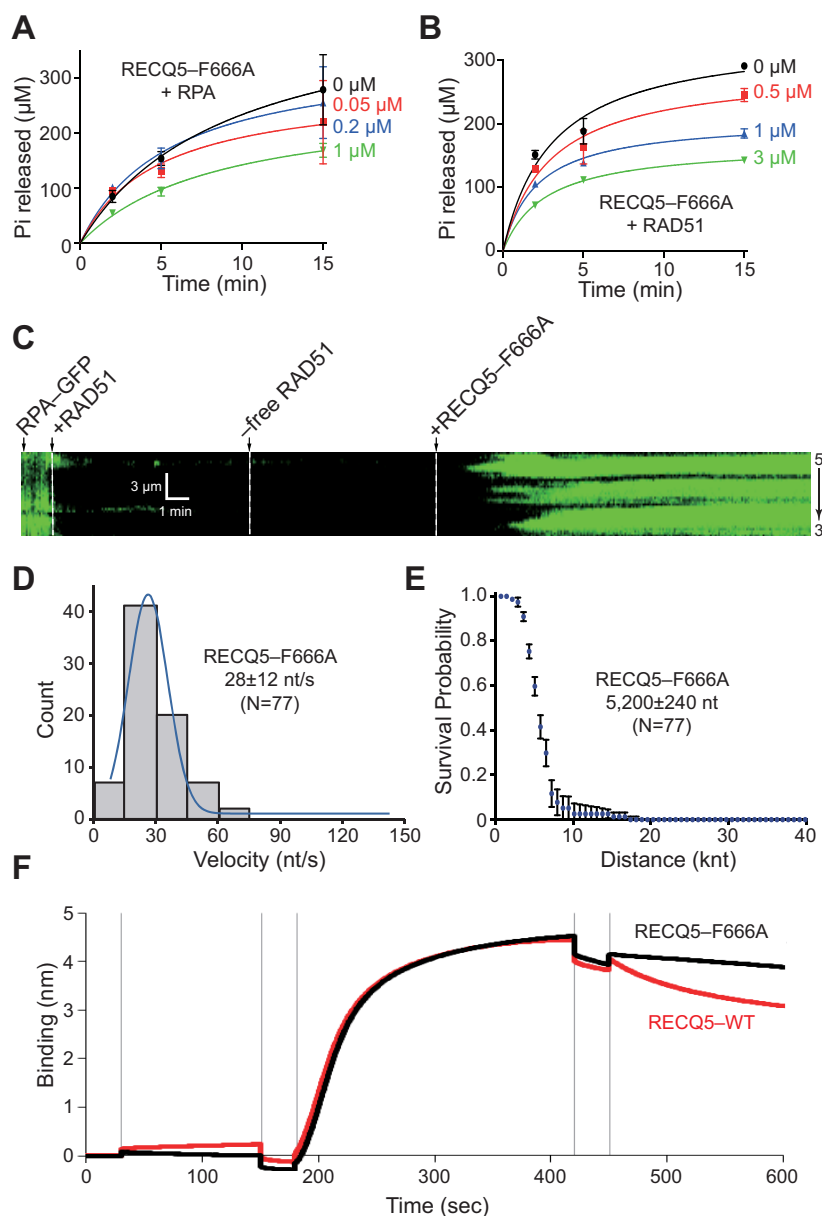 A
RECQ5–F666A
+ RPA
Pi released (µM)
300
200
100
0
0 µM
0.05 µM
0.2 µM
1 µM
0 5 10 15
Time (min)
B
Pi released (µM)
300
200
100
0
0 µM
0.5 µM
1 µM
3 µM
RECQ5–F666A
+ RAD51
0 5 10 15
Time (min)
C
RPA–GFP
+RAD51
–free RAD51
+RECQ5–F666A
3 µm
1 min
5
3
D
Count
40
30
20
10
0
RECQ5–F666A
28±12 nt/s
(N=77)
0 30 60 90 120 150
Velocity (nt/s)
E
Survival Probability
1.0
0.8
0.6
0.4
0.2
0
RECQ5–F666A
5,200±240 nt
(N=77)
0 10 20 30 40
Distance (knt)
F
Binding (nm)
5
4
3
2
1
0
RECQ5–F666A
RECQ5–WT
0 100 200 300 400 500 600
Time (sec)